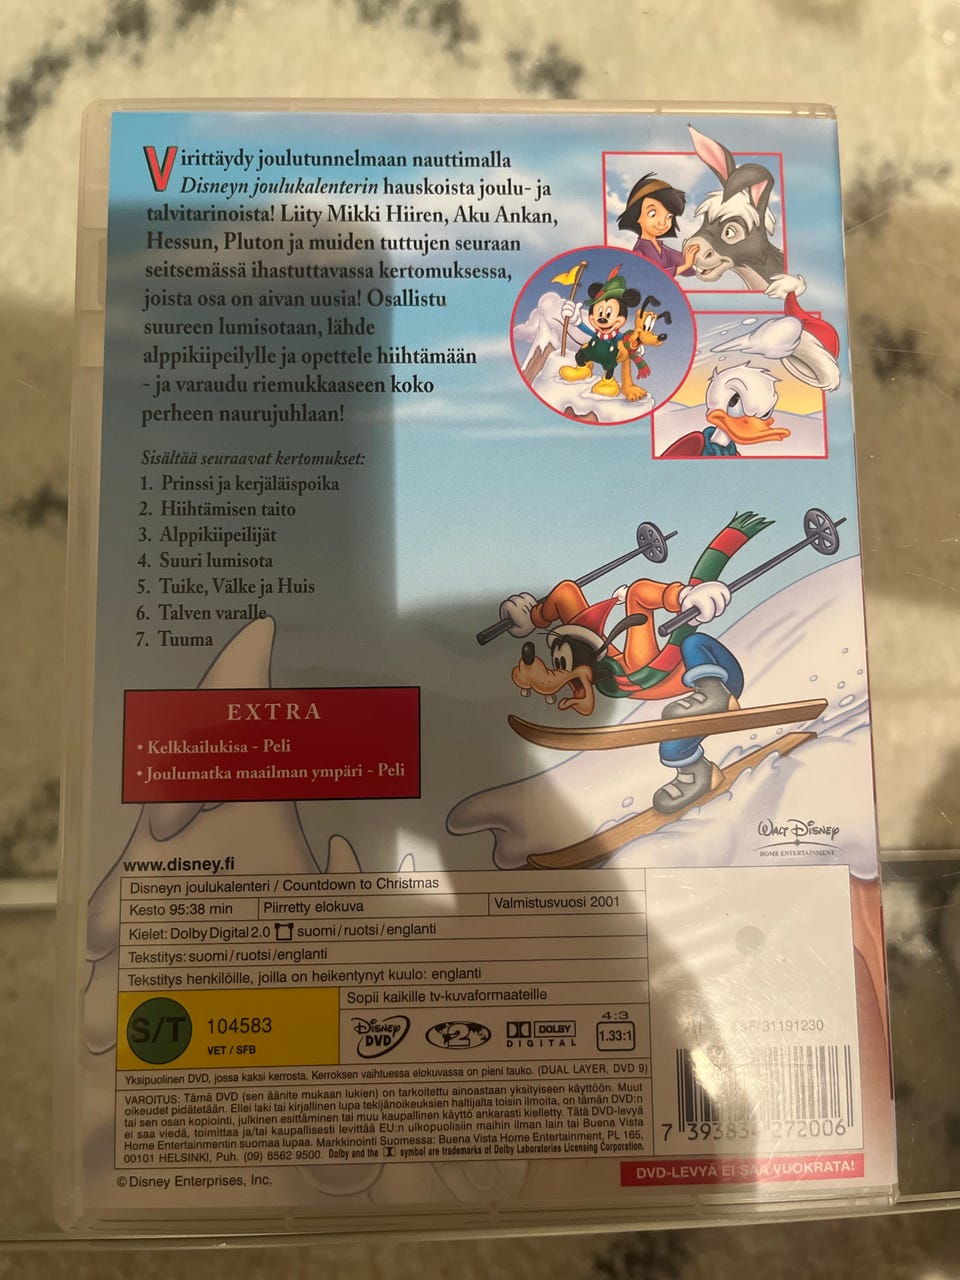 Virittäydy joulutunnelmaan nauttimalla
Disneyn joulukalenterin hauskoista joulu- ja
talvitarinoista! Liity Mikki Hiiren, Aku Ankan,
Hessun, Pluton ja muiden tuttujen seuraan
seitsemässä ihastuttavassa kertomuksessa,
joista osa on aivan uusia! Osallistu
suureen lumisotaan, lähde
alppikiipeilylle ja opettele hiihtämään
- ja varaudu riemukkaaseen koko
perheen naurujuhlaan!
Sisältää seuraavat kertomukset:
1. Prinssi ja kerjäläispoika
2. Hiihtämisen taito
3. Alppikiipeilijät
4. Suuri lumisota
5. Tuike, Välke ja Huis
6. Talven varalle
7. Tuuma
EXTRA
• Kelkkailukisa - Peli
• Joulumatka maailman ympäri - Peli
WALT DISNEY
HOME ENTERTAINMENT
www.disney.fi
Disneyn joulukalenteri / Countdown to Christmas
Kesto 95:38 min Piirretty elokuva Valmistusvuosi 2001
Kielet: Dolby Digital 2.0 suomi/ruotsi/englanti
Tekstitys: suomi/ruotsi/englanti
Tekstitys henkilöille, joilla on heikentynyt kuulo: englanti
S/T 104583
VET / SFB
Sopii kaikille tv-kuvaformaateille
Disney DVD 2 DOLBY DIGITAL 4:3 1.33:1
Yksipuolinen DVD, jossa kaksi kerrosta. Kerroksen vaihtuessa elokuvassa on pieni tauko. (DUAL LAYER, DVD 9)
VAROITUS: Tämä DVD (sen äänite mukaan lukien) on tarkoitettu ainoastaan yksityiseen käyttöön. Muut
oikeudet pidätetään. Ellei laki tai kirjallinen lupa tekijänoikeuksien haltijalta toisin ilmoita, on tämän DVD:n
tai sen osan kopiointi, julkinen esittäminen tai muu kaupallinen käyttö ankarasti kielletty. Tätä DVD-levyä
ei saa viedä, toimittaa ja/tai kaupallisesti levittää EU:n ulkopuolisiin maihin ilman lain tai Buena Vista
Home Entertainmentin suomaa lupaa. Markkinointi Suomessa: Buena Vista Home Entertainment, PL 165,
00101 HELSINKI, Puh. (09) 8562 9500. Dolby and the symbol are trademarks of Dolby Laboratories Licensing Corporation.
/31191230
7 393834 272006
DVD-LEVYÄ EI SAA VUOKRATA!
© Disney Enterprises, Inc.